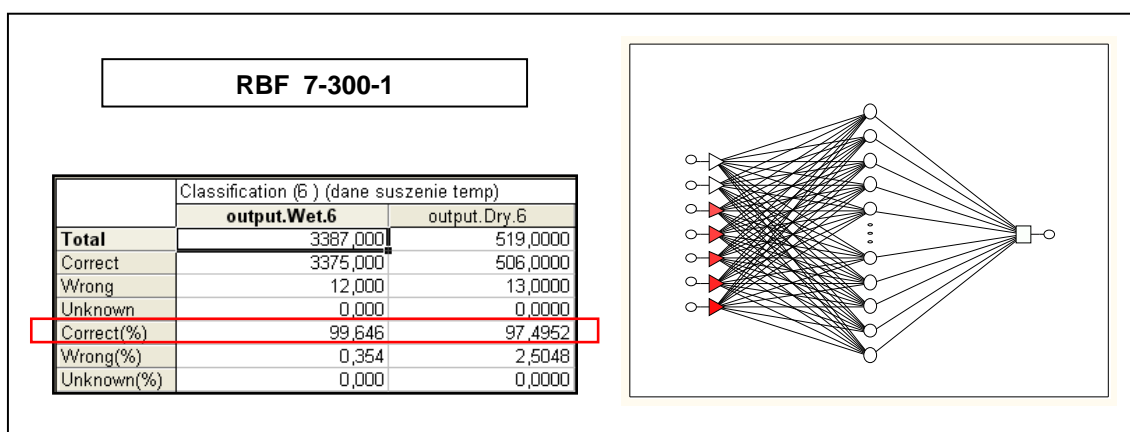 RBF 7-300-1
Classification (6 ) (dane suszenie temp)
output.Wet.6 output.Dry.6
Total 3387,000 519,0000
Correct 3375,000 506,0000
Wrong 12,000 13,0000
Unknown 0,000 0,0000
Correct(%) 99,646 97,4952
Wrong(%) 0,354 2,5048
Unknown(%) 0,000 0,0000